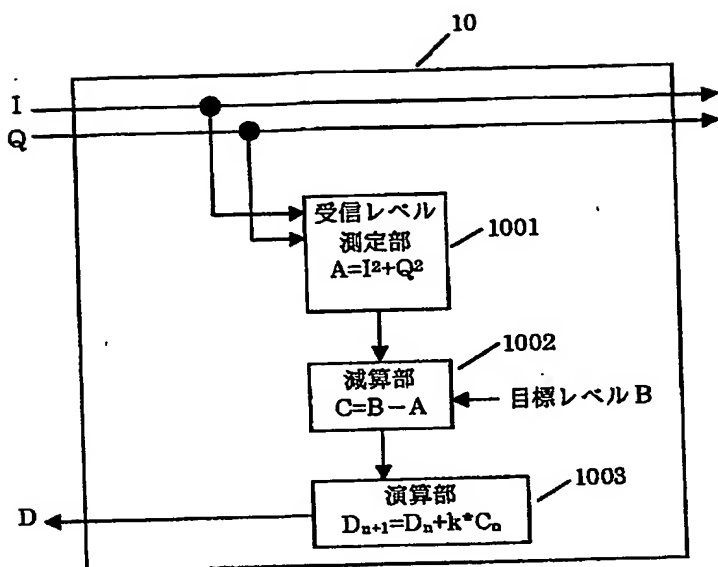 10
I
Q
受信レベル
測定部
A=I²+Q²
1001
1002
減算部
C=B－A
目標レベル B
1003
演算部
Dₙ₊₁=Dₙ+k*Cₙ
D